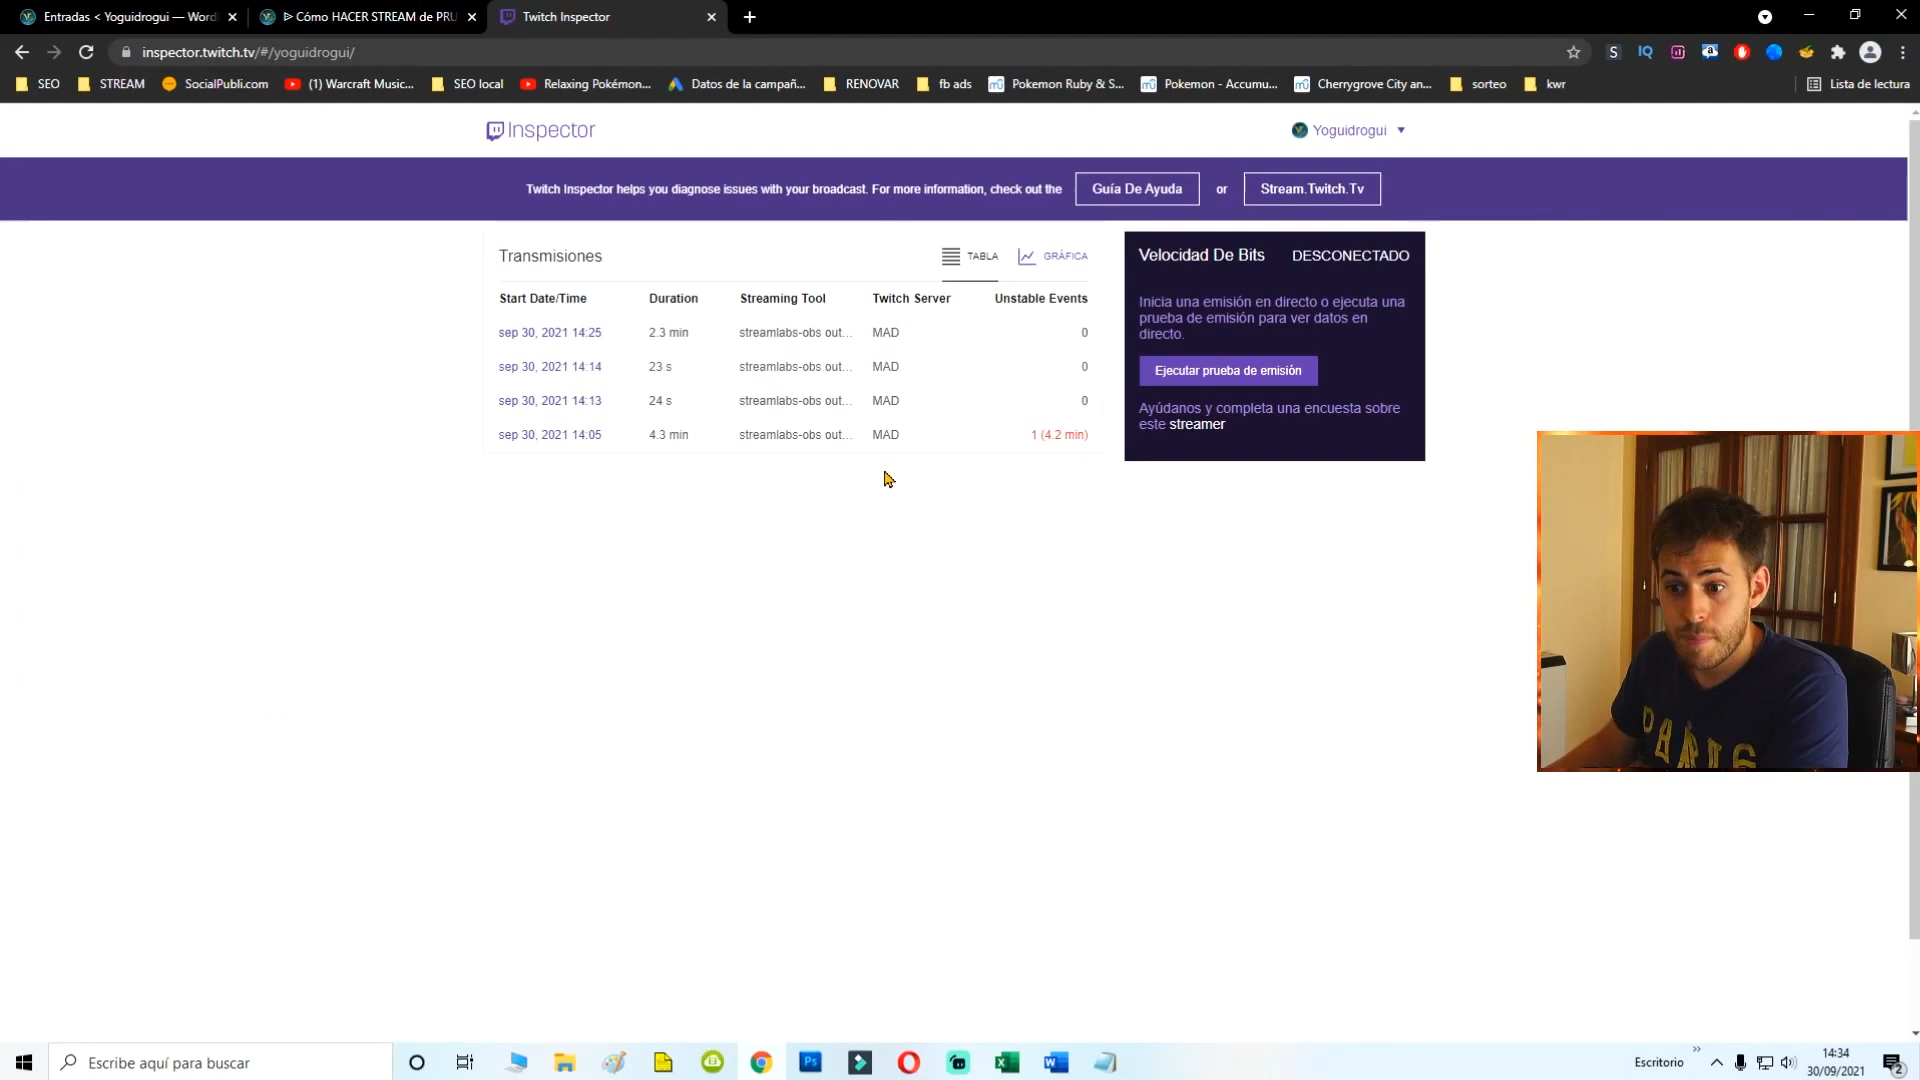 Entradas < Yoguidrogui — Word
ᐅ Cómo HACER STREAM de PRU
Twitch Inspector
inspector.twitch.tv/#/yoguidrogui/
SEO
STREAM
SocialPubli.com
(1) Warcraft Music...
SEO local
Relaxing Pokémon...
Datos de la campañ...
RENOVAR
fb ads
Pokemon Ruby & S...
Pokemon - Accumu...
Cherrygrove City an...
sorteo
kwr
Lista de lectura
Inspector
Yoguidrogui
Twitch Inspector helps you diagnose issues with your broadcast. For more information, check out the Guía De Ayuda or Stream.Twitch.Tv
Transmisiones
TABLA
GRÁFICA
Start Date/Time Duration Streaming Tool Twitch Server Unstable Events
sep 30, 2021 14:25 2.3 min streamlabs-obs out... MAD 0
sep 30, 2021 14:14 23 s streamlabs-obs out... MAD 0
sep 30, 2021 14:13 24 s streamlabs-obs out... MAD 0
sep 30, 2021 14:05 4.3 min streamlabs-obs out... MAD 1 (4.2 min)
Velocidad De Bits DESCONECTADO
Inicia una emisión en directo o ejecuta una
prueba de emisión para ver datos en
directo.
Ejecutar prueba de emisión
Ayúdanos y completa una encuesta sobre
este streamer
Escribe aquí para buscar
Escritorio
14:34
30/09/2021
2